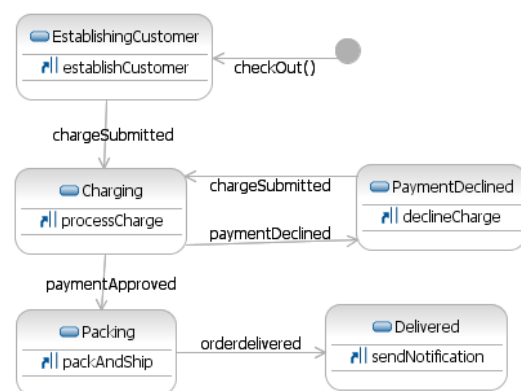 EstablishingCustomer
establishCustomer
checkOut()
chargeSubmitted
Charging
processCharge
chargeSubmitted
paymentDeclined
PaymentDeclined
declineCharge
paymentApproved
Packing
packAndShip
orderdelivered
Delivered
sendNotification